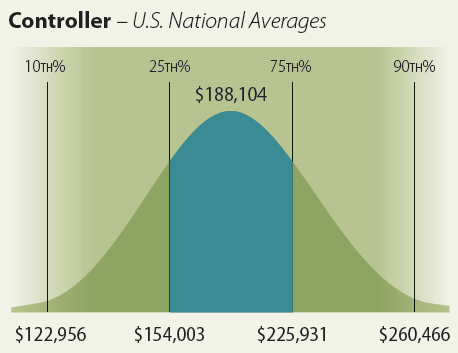 Controller – U.S. National Averages
10TH% 25TH% 75TH% 90TH%
$188,104
$122,956 $154,003 $225,931 $260,466